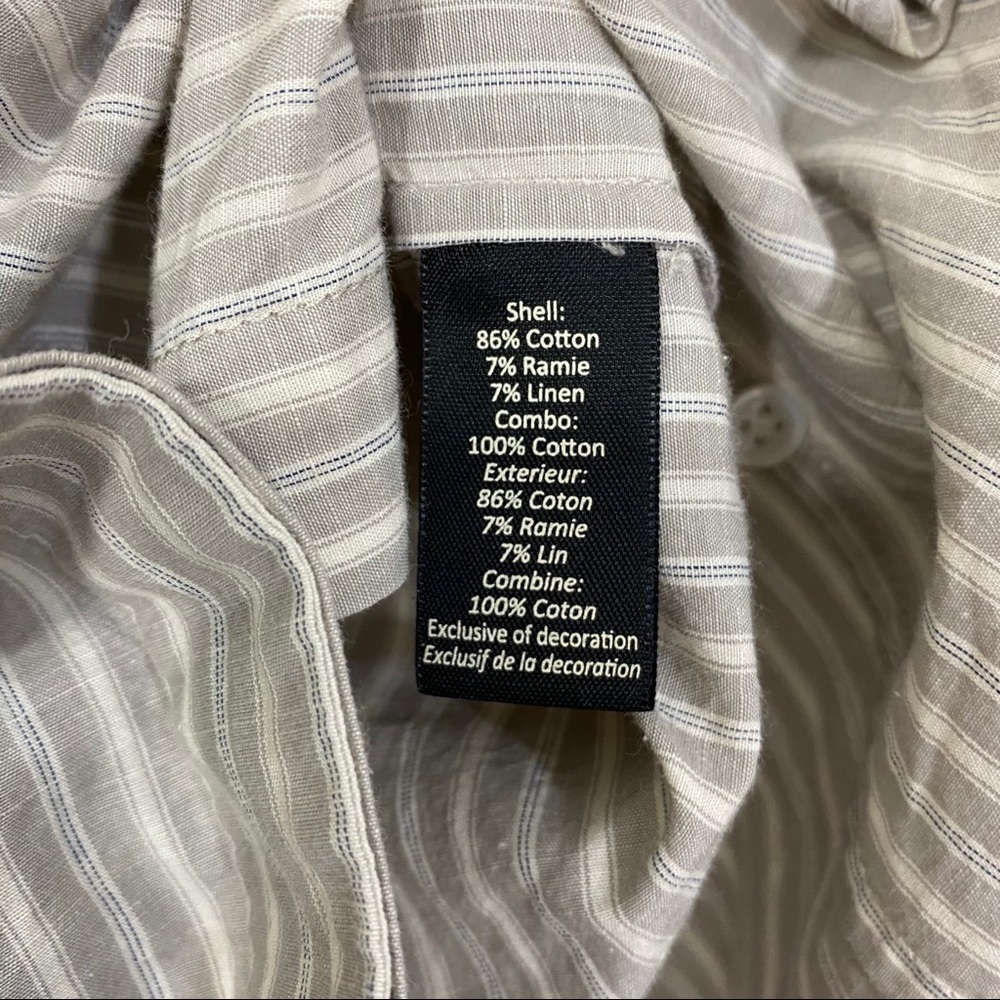 Shell:
86% Cotton
7% Ramie
7% Linen
Combo:
100% Cotton
Exterieur:
86% Coton
7% Ramie
7% Lin
Combine:
100% Coton
Exclusive of decoration
Exclusif de la decoration